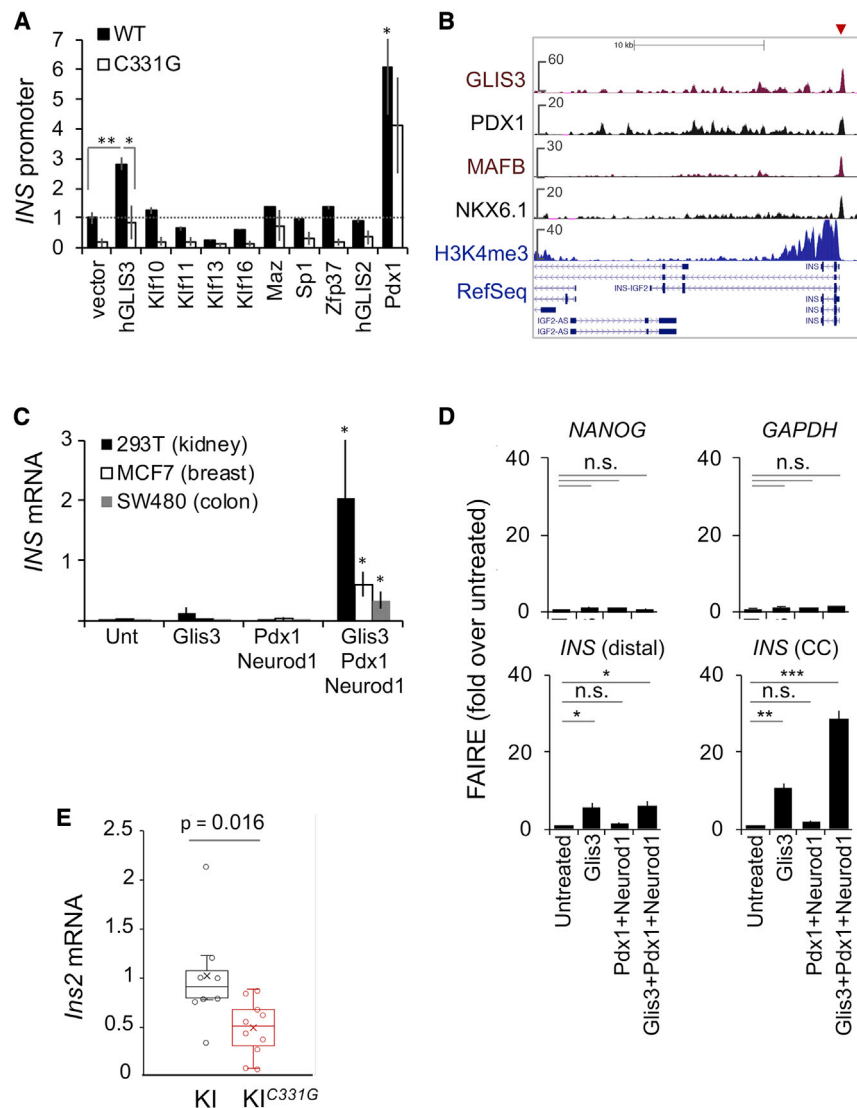 A
WT
C331G
INS promoter
7
6
5
4
3
2
1
0
*
** *
vector
hGLIS3
Klf10
Klf11
Klf13
Klf16
Maz
Sp1
Zfp37
hGLIS2
Pdx1
B
10 kb
GLIS3
60
PDX1
20
MAFB
30
NKX6.1
20
H3K4me3
40
RefSeq
INS
INS-IGF2
INS
IGF2-AS
INS
IGF2-AS
INS
C
293T (kidney)
MCF7 (breast)
SW480 (colon)
INS mRNA
3
2
1
*
*
*
Unt
Glis3
Pdx1
Neurod1
Glis3
Pdx1
Neurod1
D
FAIRE (fold over untreated)
NANOG
n.s.
40
20
0
GAPDH
n.s.
40
20
0
INS (distal)
*
n.s.
*
40
20
0
INS (CC)
***
n.s.
**
40
20
0
Untreated
Glis3
Pdx1+Neurod1
Glis3+Pdx1+Neurod1
Untreated
Glis3
Pdx1+Neurod1
Glis3+Pdx1+Neurod1
E
p = 0.016
Ins2 mRNA
2.5
2
1.5
1
0.5
0
KI
KI^C331G